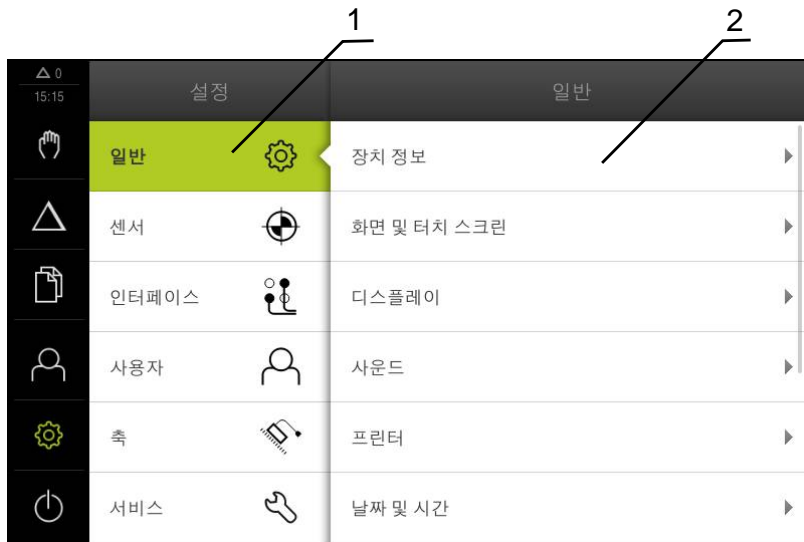 1
2
0
15:15
설정
일반
일반
장치 정보
센서
화면 및 터치 스크린
인터페이스
디스플레이
사용자
사운드
축
프린터
서비스
날짜 및 시간